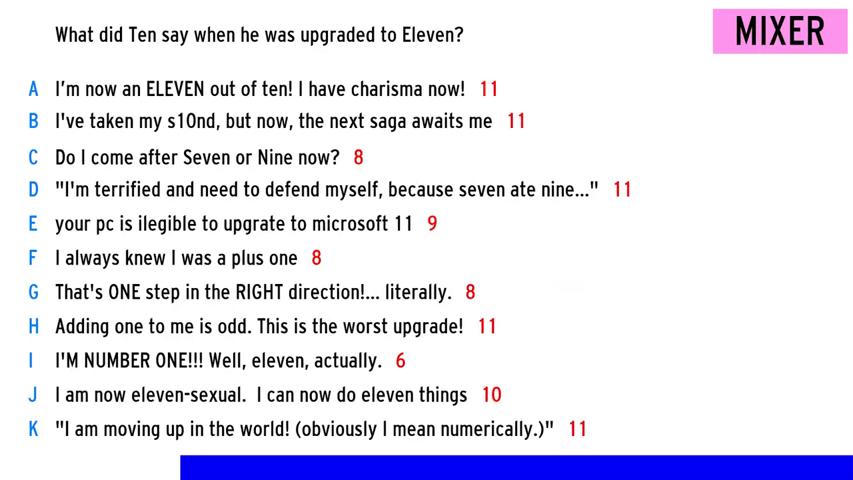 What did Ten say when he was upgraded to Eleven?
MIXER
A I'm now an ELEVEN out of ten! I have charisma now! 11
B I've taken my s10nd, but now, the next saga awaits me 11
C Do I come after Seven or Nine now? 8
D "I'm terrified and need to defend myself, because seven ate nine..." 11
E your pc is ilegible to upgrate to microsoft 11 9
F I always knew I was a plus one 8
G That's ONE step in the RIGHT direction!... literally. 8
H Adding one to me is odd. This is the worst upgrade! 11
I I'M NUMBER ONE!!! Well, eleven, actually. 6
J I am now eleven-sexual. I can now do eleven things 10
K "I am moving up in the world! (obviously I mean numerically.)" 11